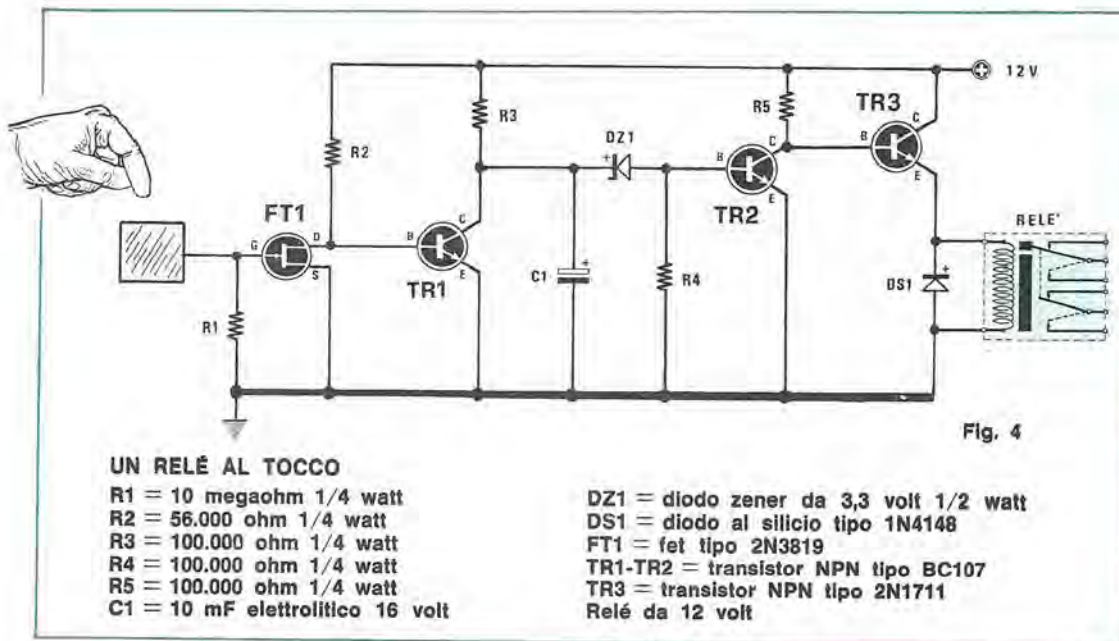 12 V
R3
R5
TR3
C
B
E
DZ1
+
R2
B
C
E
TR2
RELE'
FT1
G
D
S
B
C
E
TR1
C1
+
R4
DS1
+
R1
Fig. 4
UN RELÉ AL TOCCO
R1 = 10 megaohm 1/4 watt
R2 = 56.000 ohm 1/4 watt
R3 = 100.000 ohm 1/4 watt
R4 = 100.000 ohm 1/4 watt
R5 = 100.000 ohm 1/4 watt
C1 = 10 mF elettrolitico 16 volt
DZ1 = diodo zener da 3,3 volt 1/2 watt
DS1 = diodo al silicio tipo 1N4148
FT1 = fet tipo 2N3819
TR1-TR2 = transistor NPN tipo BC107
TR3 = transistor NPN tipo 2N1711
Relé da 12 volt